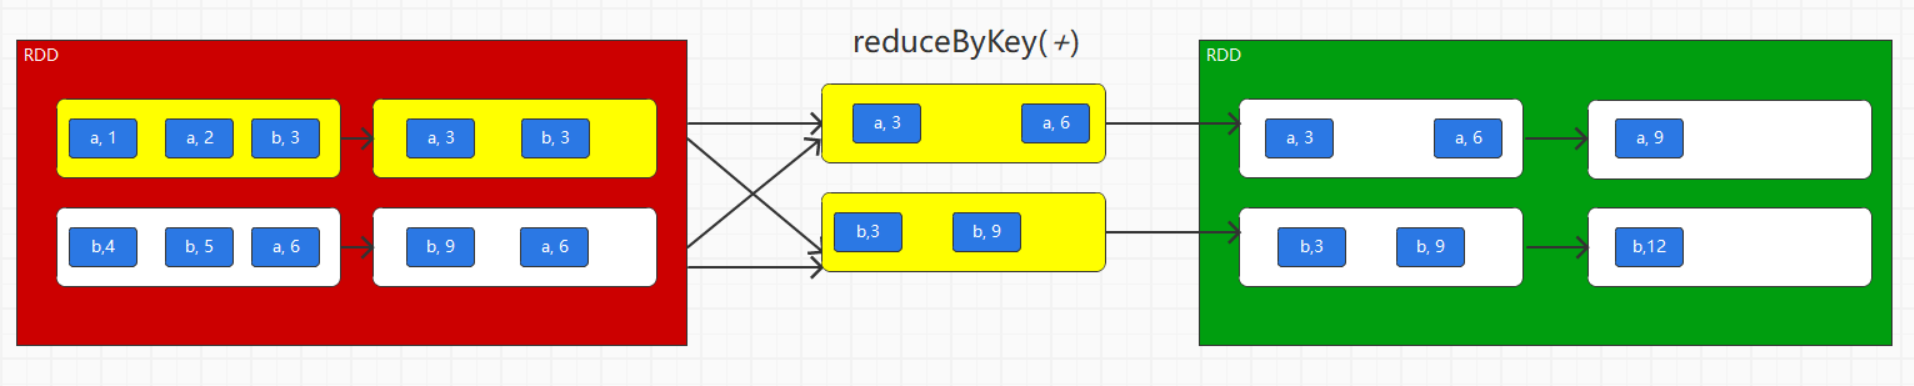 reduceByKey(+)
RDD
a, 1 a, 2 b, 3
a, 3 b, 3
b,4 b, 5 a, 6
b, 9 a, 6
a, 3 a, 6
b,3 b, 9
RDD
a, 3 a, 6
a, 9
b,3 b, 9
b,12